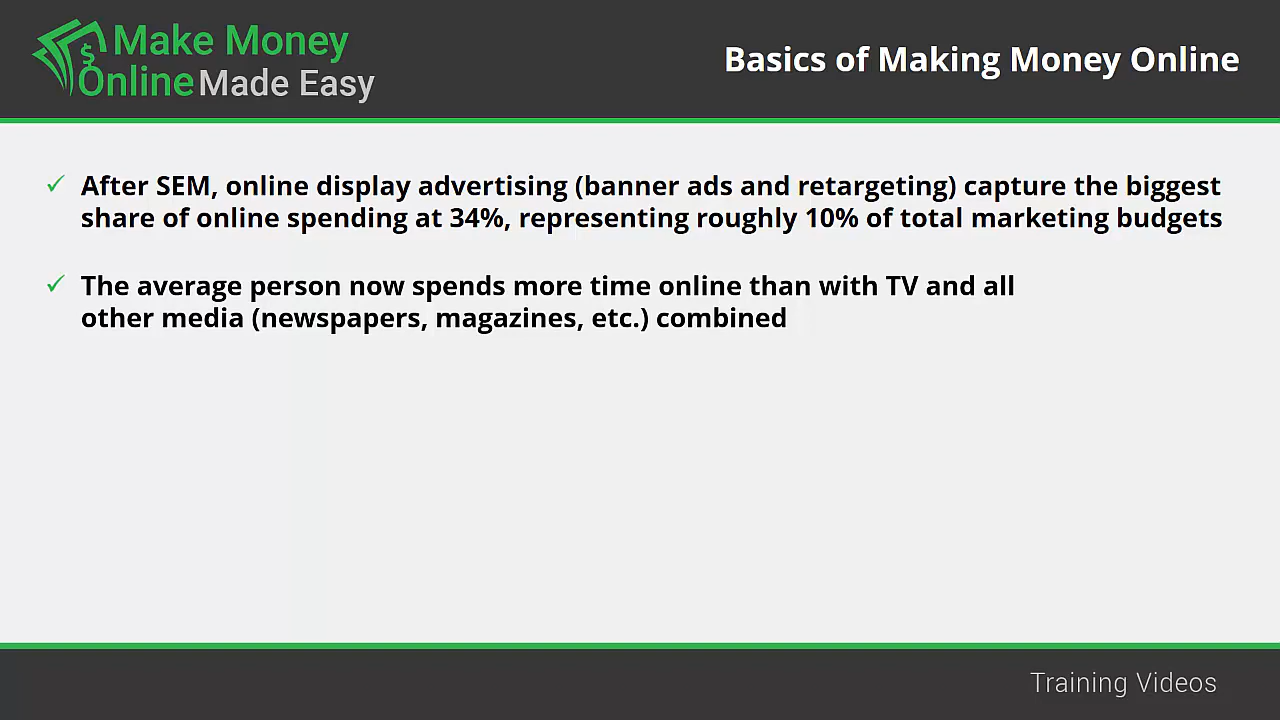 Make Money
Online Made Easy
Basics of Making Money Online
After SEM, online display advertising (banner ads and retargeting) capture the biggest
share of online spending at 34%, representing roughly 10% of total marketing budgets
The average person now spends more time online than with TV and all
other media (newspapers, magazines, etc.) combined
Training Videos